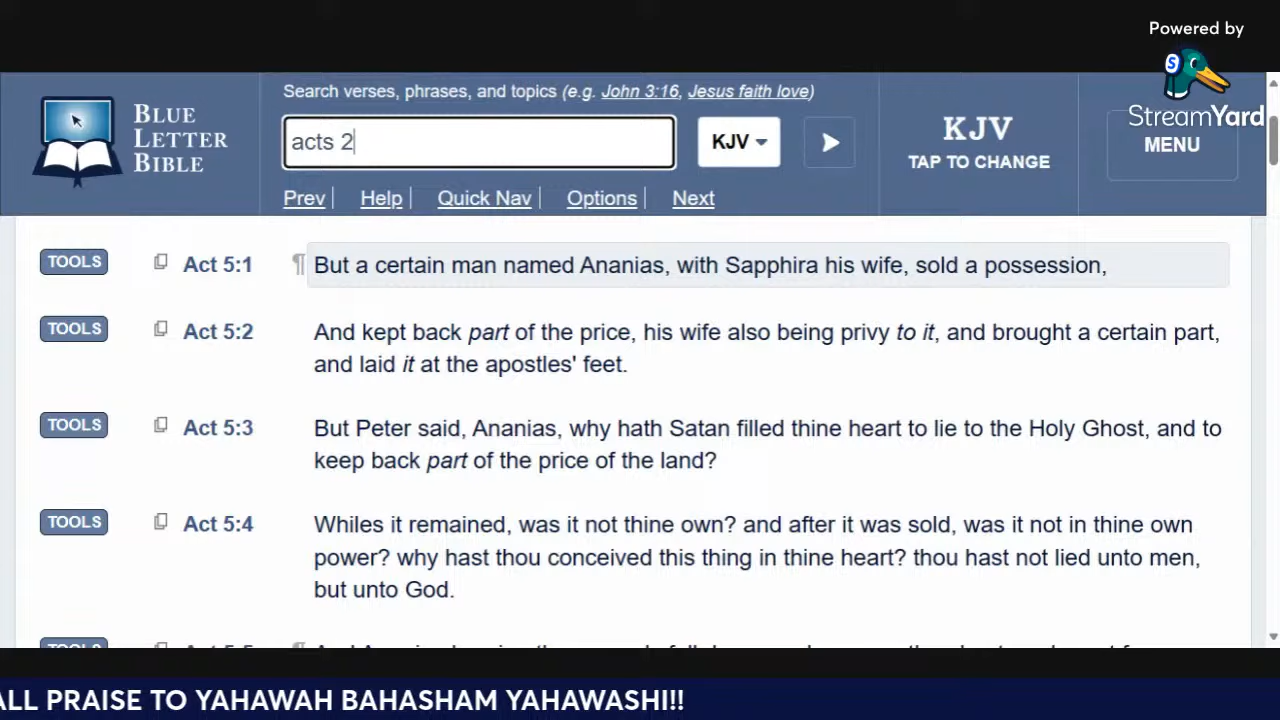 Powered by
StreamYard
BLUE
LETTER
BIBLE
Search verses, phrases, and topics (e.g. John 3:16, Jesus faith love)
acts 2
KJV
KJV
TAP TO CHANGE
MENU
Prev
Help
Quick Nav
Options
Next
TOOLS Act 5:1 ¶ But a certain man named Ananias, with Sapphira his wife, sold a possession,
TOOLS Act 5:2 And kept back part of the price, his wife also being privy to it, and brought a certain part,
and laid it at the apostles' feet.
TOOLS Act 5:3 But Peter said, Ananias, why hath Satan filled thine heart to lie to the Holy Ghost, and to
keep back part of the price of the land?
TOOLS Act 5:4 Whiles it remained, was it not thine own? and after it was sold, was it not in thine own
power? why hast thou conceived this thing in thine heart? thou hast not lied unto men,
but unto God.
ALL PRAISE TO YAHAWAH BAHASHAM YAHAWASHI!!